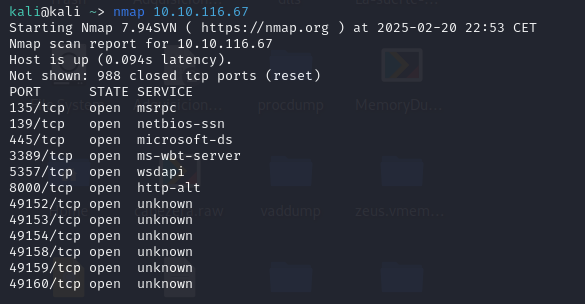 kali@kali ~> nmap 10.10.116.67
Starting Nmap 7.94SVN ( https://nmap.org ) at 2025-02-20 22:53 CET
Nmap scan report for 10.10.116.67
Host is up (0.094s latency).
Not shown: 988 closed tcp ports (reset)
PORT      STATE SERVICE
135/tcp   open  msrpc
139/tcp   open  netbios-ssn
445/tcp   open  microsoft-ds
3389/tcp  open  ms-wbt-server
5357/tcp  open  wsdapi
8000/tcp  open  http-alt
49152/tcp open  unknown
49153/tcp open  unknown
49154/tcp open  unknown
49158/tcp open  unknown
49159/tcp open  unknown
49160/tcp open  unknown
procdump
MemoryDu...
vaddump
zeus.vmem...